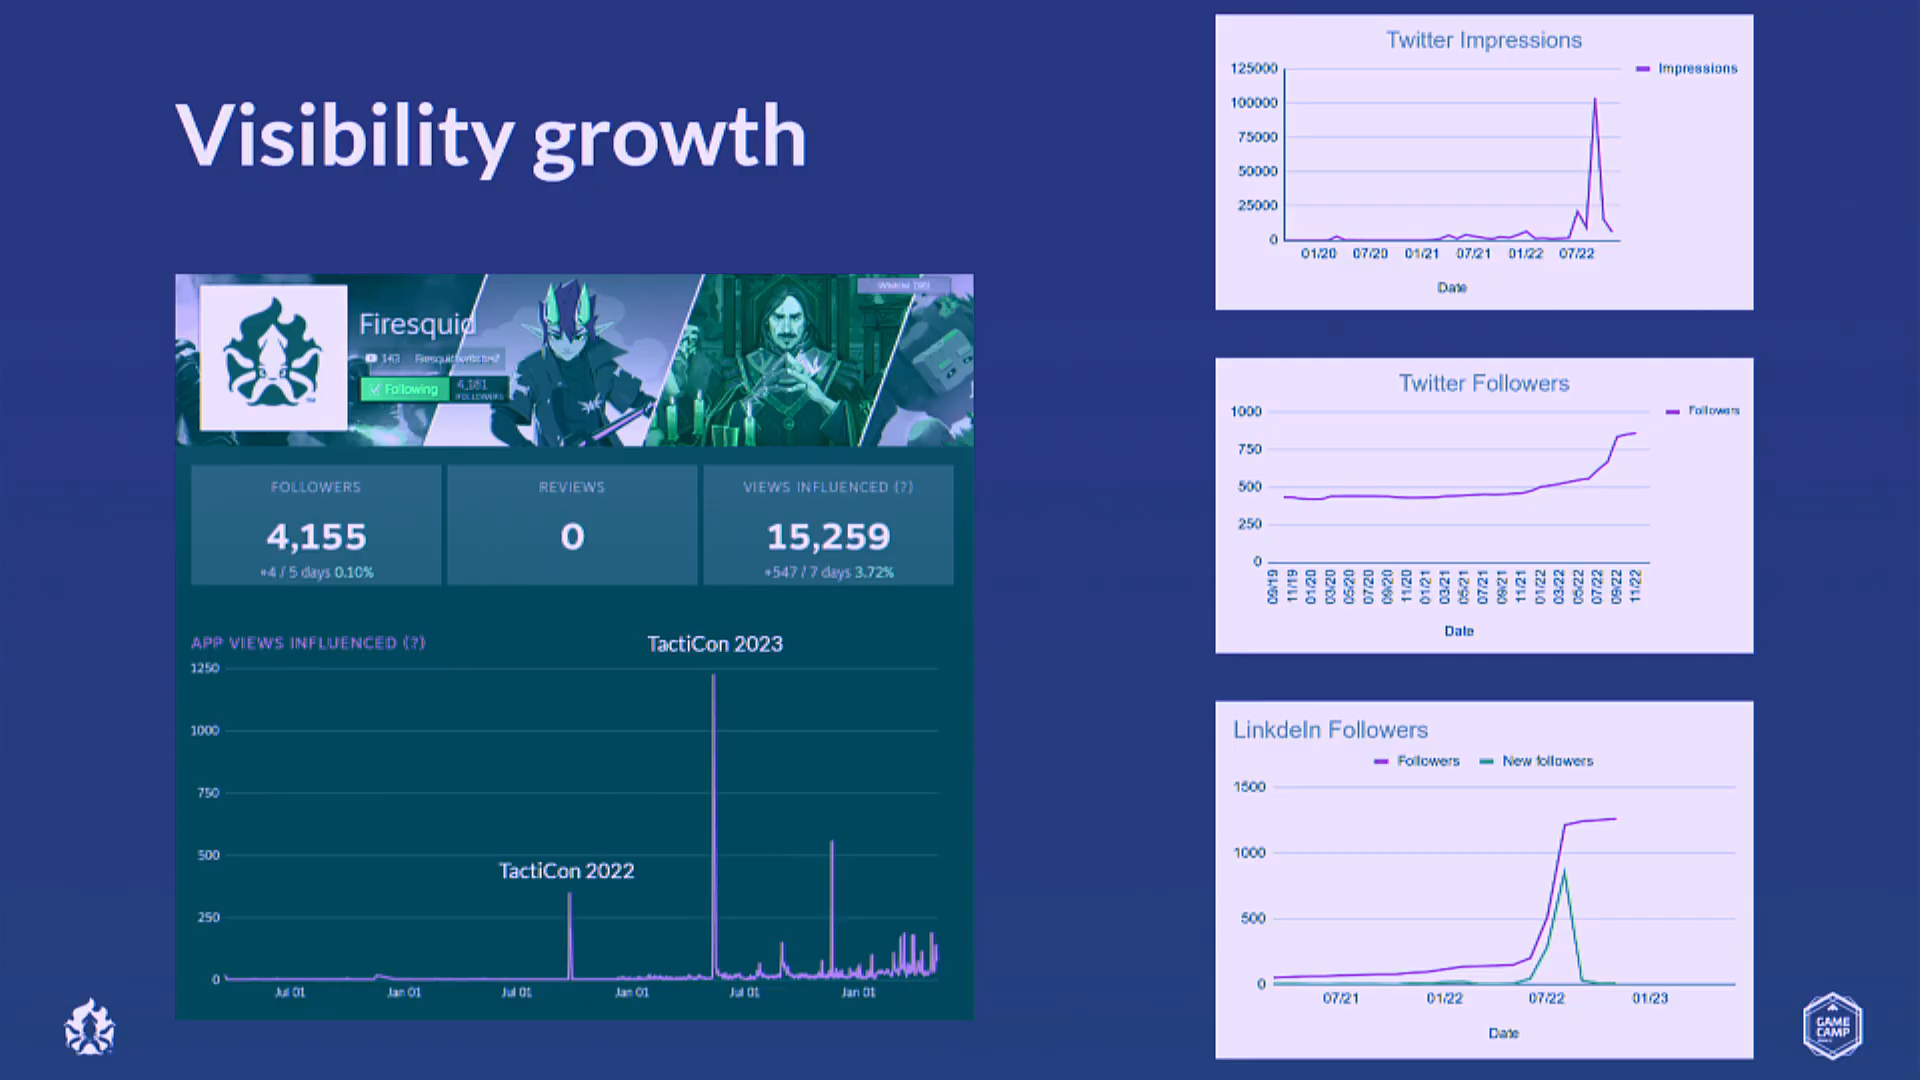 Visibility growth
Firesquid
143
Following
4,161
FOLLOWERS
FOLLOWERS
4,155
+4 / 5 days 0.10%
REVIEWS
0
VIEWS INFLUENCED (?)
15,259
+547 / 7 days 3.72%
APP VIEWS INFLUENCED (?)
TactiCon 2023
TactiCon 2022
1250
1000
750
500
250
0
Jul 01
Jan 01
Jul 01
Jan 01
Jul 01
Jan 01
Twitter Impressions
Impressions
125000
100000
75000
50000
25000
0
01/20
07/20
01/21
07/21
01/22
07/22
Date
Twitter Followers
Followers
1000
750
500
250
0
09/19
11/19
01/20
03/20
05/20
07/20
09/20
11/20
01/21
03/21
05/21
07/21
09/21
11/21
01/22
03/22
05/22
07/22
09/22
11/22
Date
LinkdeIn Followers
Followers
New followers
1500
1000
500
0
07/21
01/22
07/22
01/23
Date
GAME
CAMP